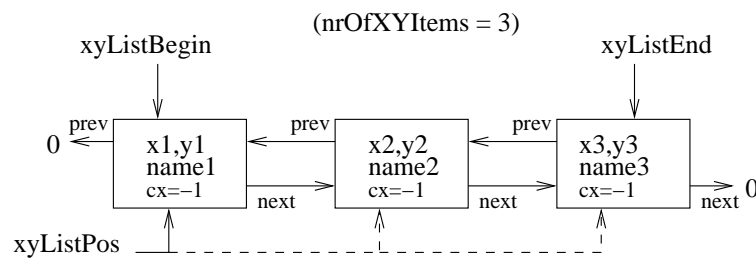 (nrOfXYItems = 3)
xyListBegin
xyListEnd
prev
prev
prev
0
x1,y1
name1
cx=−1
x2,y2
name2
cx=−1
x3,y3
name3
cx=−1
next
next
next
0
xyListPos